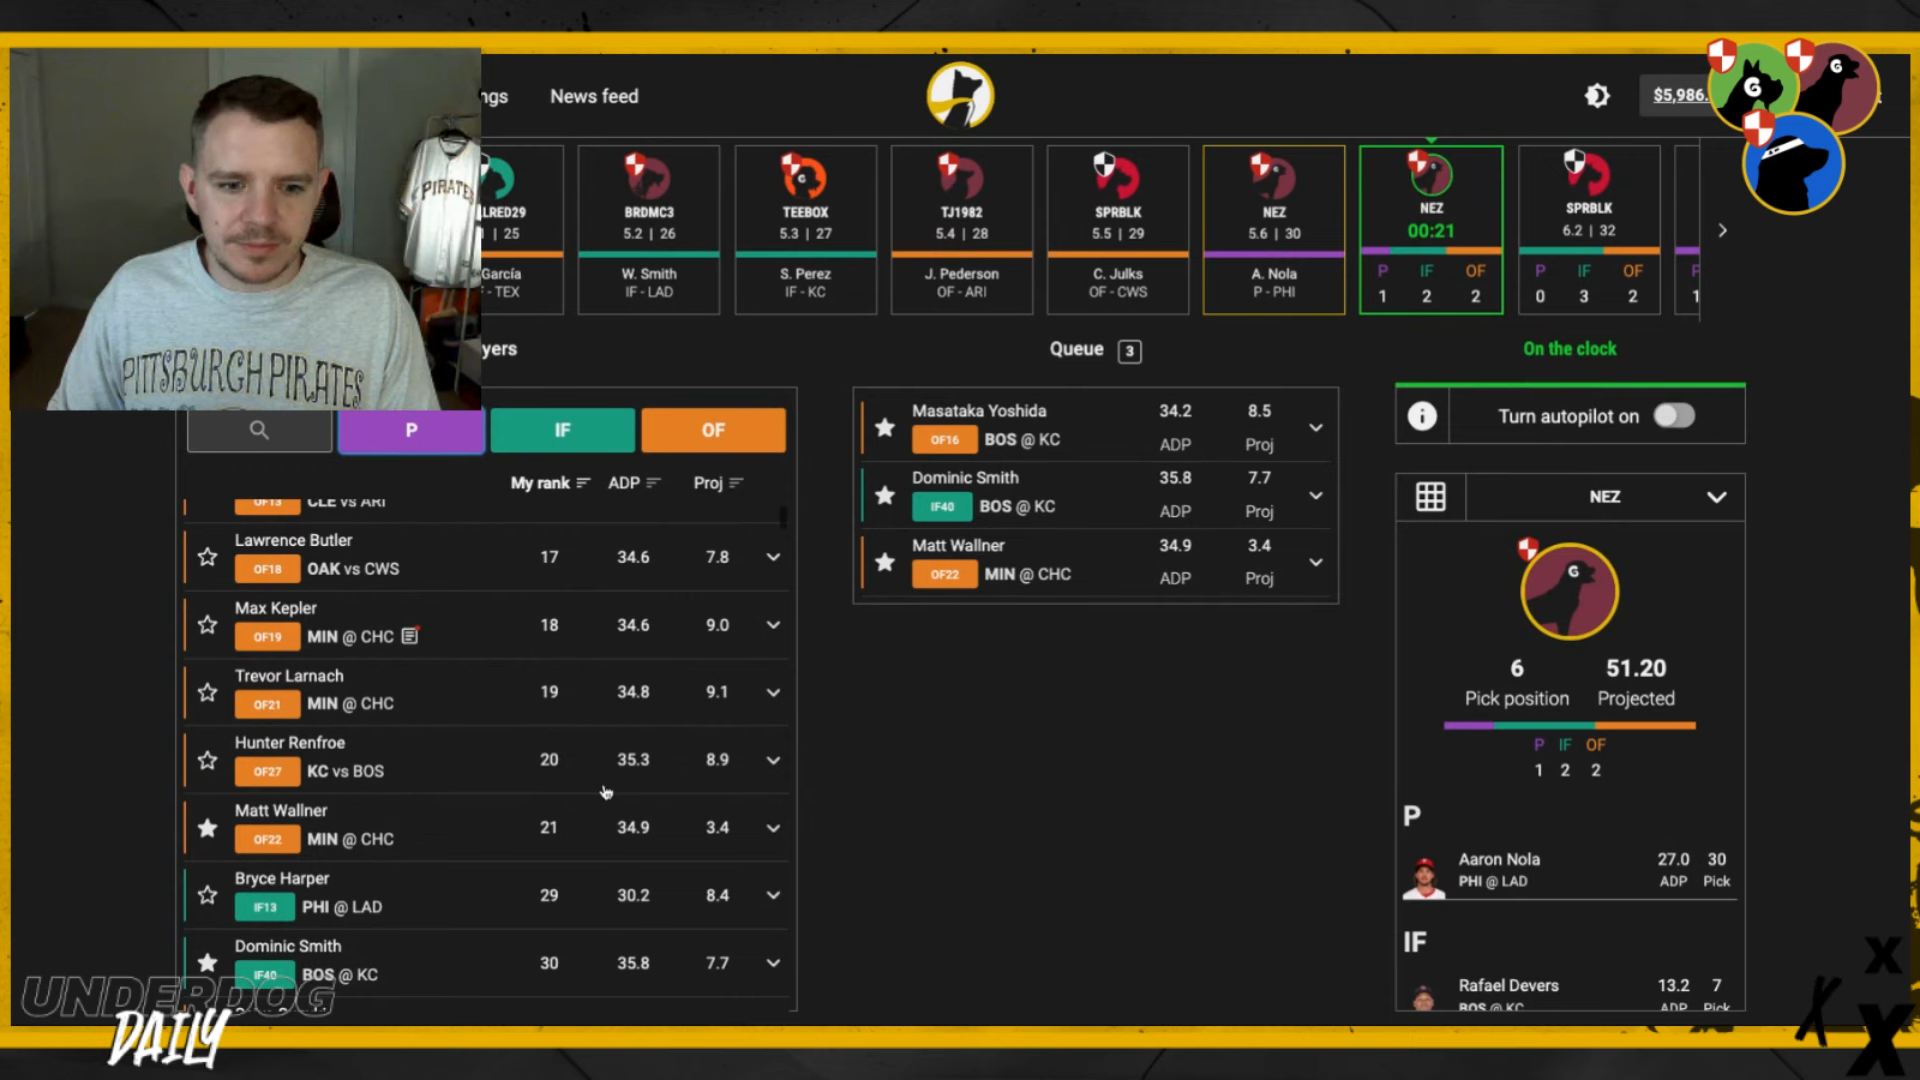 ngs
News feed
$5,986.
LRED29
| 25
García
- TEX
BRDMC3
5.2 | 26
W. Smith
IF - LAD
TEEBOX
5.3 | 27
S. Perez
IF - KC
TJ1982
5.4 | 28
J. Pederson
OF - ARI
SPRBLK
5.5 | 29
C. Julks
OF - CWS
NEZ
5.6 | 30
A. Nola
P - PHI
NEZ
00:21
P IF OF
1 2 2
SPRBLK
6.2 | 32
P IF OF
0 3 2
PIRATES
PITTSBURGH PIRATES
yers
Queue 3
On the clock
P
IF
OF
My rank
ADP
Proj
OF13 CLE vs ARI
Lawrence Butler
OF18 OAK vs CWS
17 34.6 7.8
Max Kepler
OF19 MIN @ CHC
18 34.6 9.0
Trevor Larnach
OF21 MIN @ CHC
19 34.8 9.1
Hunter Renfroe
OF27 KC vs BOS
20 35.3 8.9
Matt Wallner
OF22 MIN @ CHC
21 34.9 3.4
Bryce Harper
IF13 PHI @ LAD
29 30.2 8.4
Dominic Smith
IF40 BOS @ KC
30 35.8 7.7
Masataka Yoshida 34.2 8.5
OF16 BOS @ KC ADP Proj
Dominic Smith 35.8 7.7
IF40 BOS @ KC ADP Proj
Matt Wallner 34.9 3.4
OF22 MIN @ CHC ADP Proj
Turn autopilot on
NEZ
6 51.20
Pick position Projected
P IF OF
1 2 2
P
Aaron Nola 27.0 30
PHI @ LAD ADP Pick
IF
Rafael Devers 13.2 7
BOS @ KC ADP Pick
UNDERDOG
DAILY